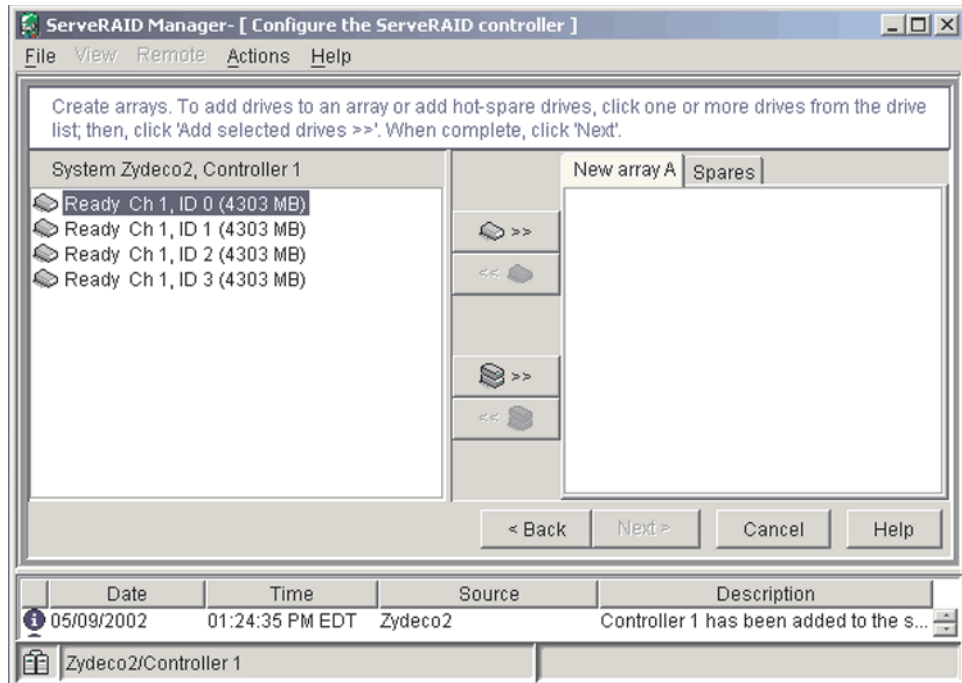 ServeRAID Manager- [ Configure the ServeRAID controller ]
File View Remote Actions Help
Create arrays. To add drives to an array or add hot-spare drives, click one or more drives from the drive
list; then, click 'Add selected drives >>'. When complete, click 'Next'.
System Zydeco2, Controller 1
New array A Spares
Ready Ch 1, ID 0 (4303 MB)
Ready Ch 1, ID 1 (4303 MB)
Ready Ch 1, ID 2 (4303 MB)
Ready Ch 1, ID 3 (4303 MB)
>>
<<
>>
<<
< Back Next > Cancel Help
Date Time Source Description
05/09/2002 01:24:35 PM EDT Zydeco2 Controller 1 has been added to the s...
Zydeco2/Controller 1